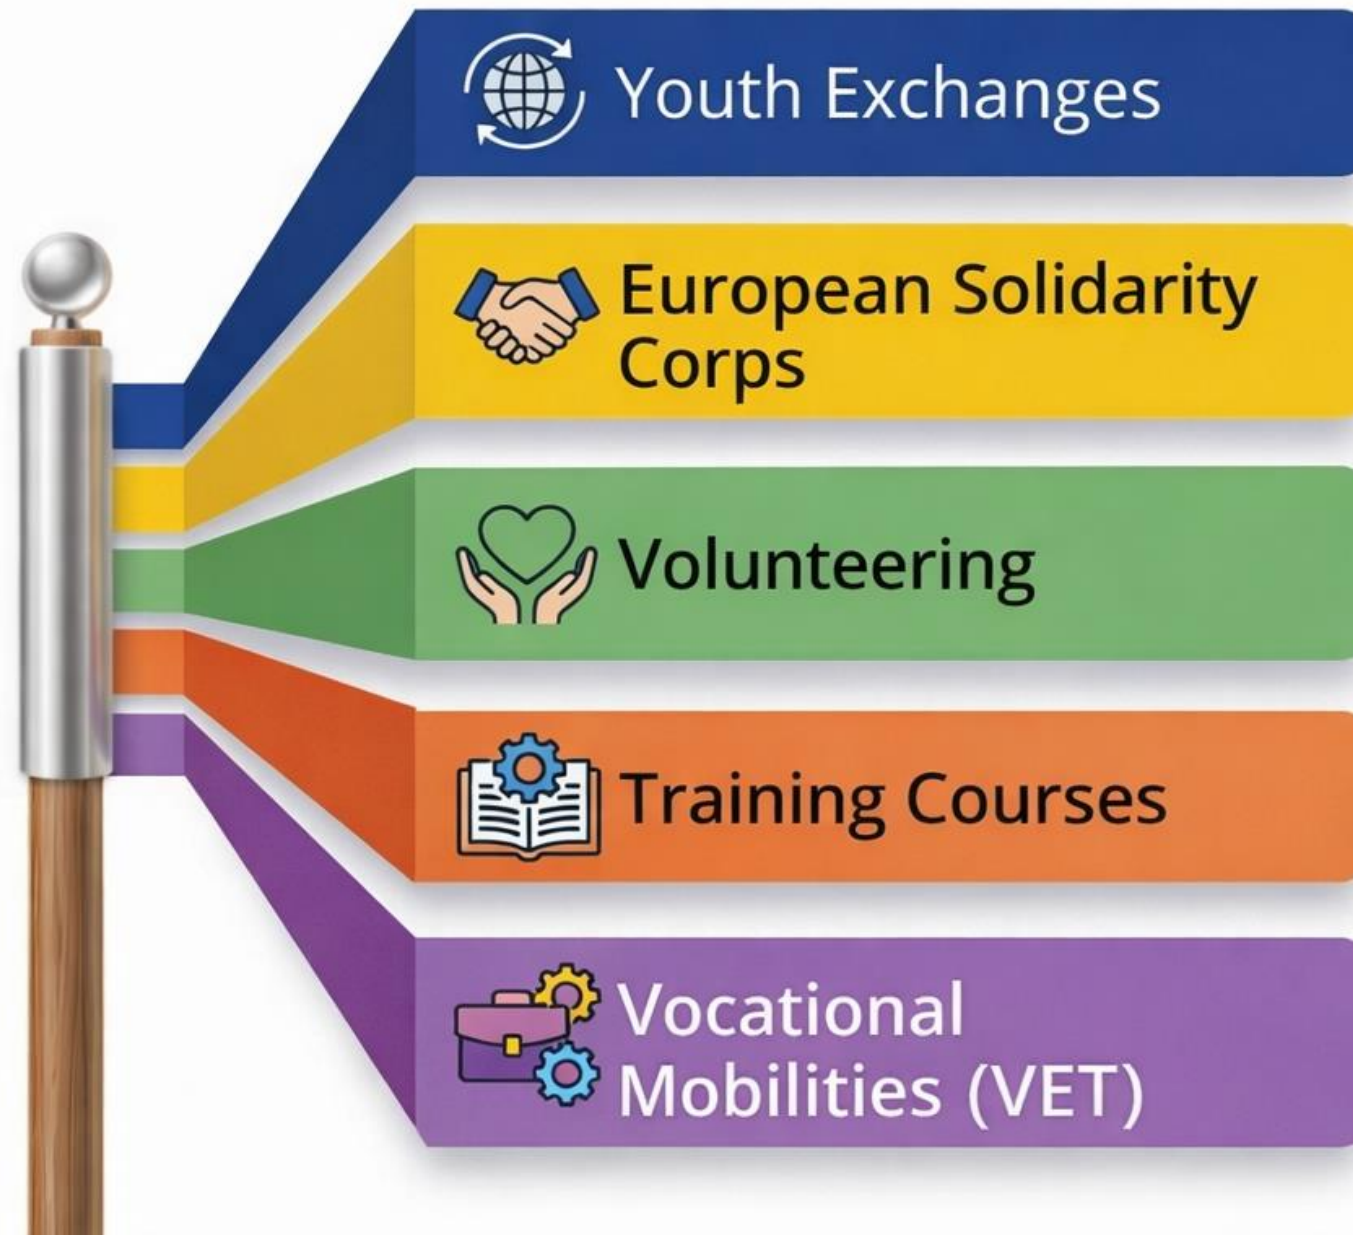 Youth Exchanges
European Solidarity
Corps
Volunteering
Training Courses
Vocational
Mobilities (VET)